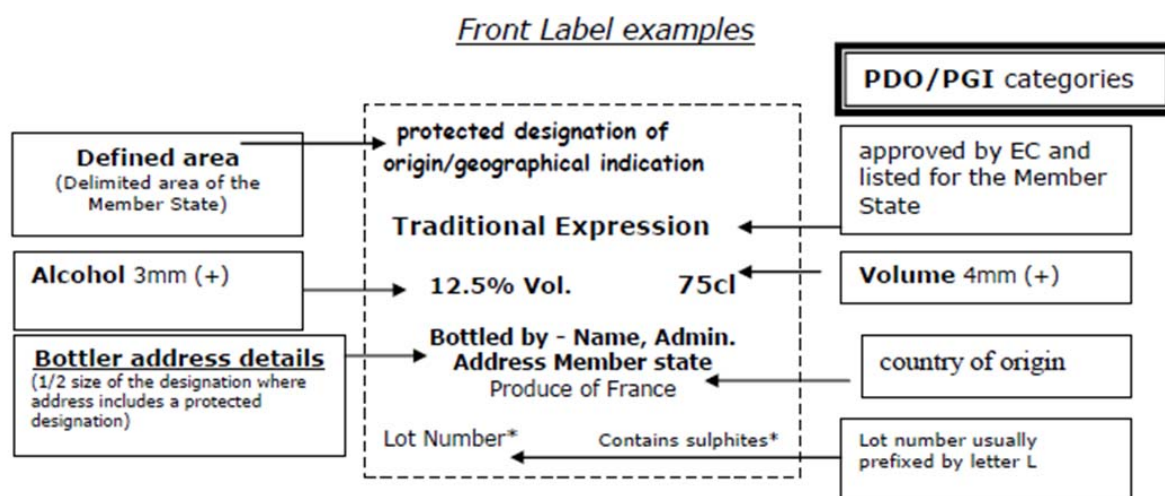 Front Label examples
PDO/PGI categories
Defined area
(Delimited area of the
Member State)
protected designation of
origin/geographical indication
approved by EC and
listed for the Member
State
Traditional Expression
Alcohol 3mm (+)
12.5% Vol. 75cl
Volume 4mm (+)
Bottler address details
(1/2 size of the designation where
address includes a protected
designation)
Bottled by - Name, Admin.
Address Member state
Produce of France
country of origin
Lot Number* Contains sulphites*
Lot number usually
prefixed by letter L